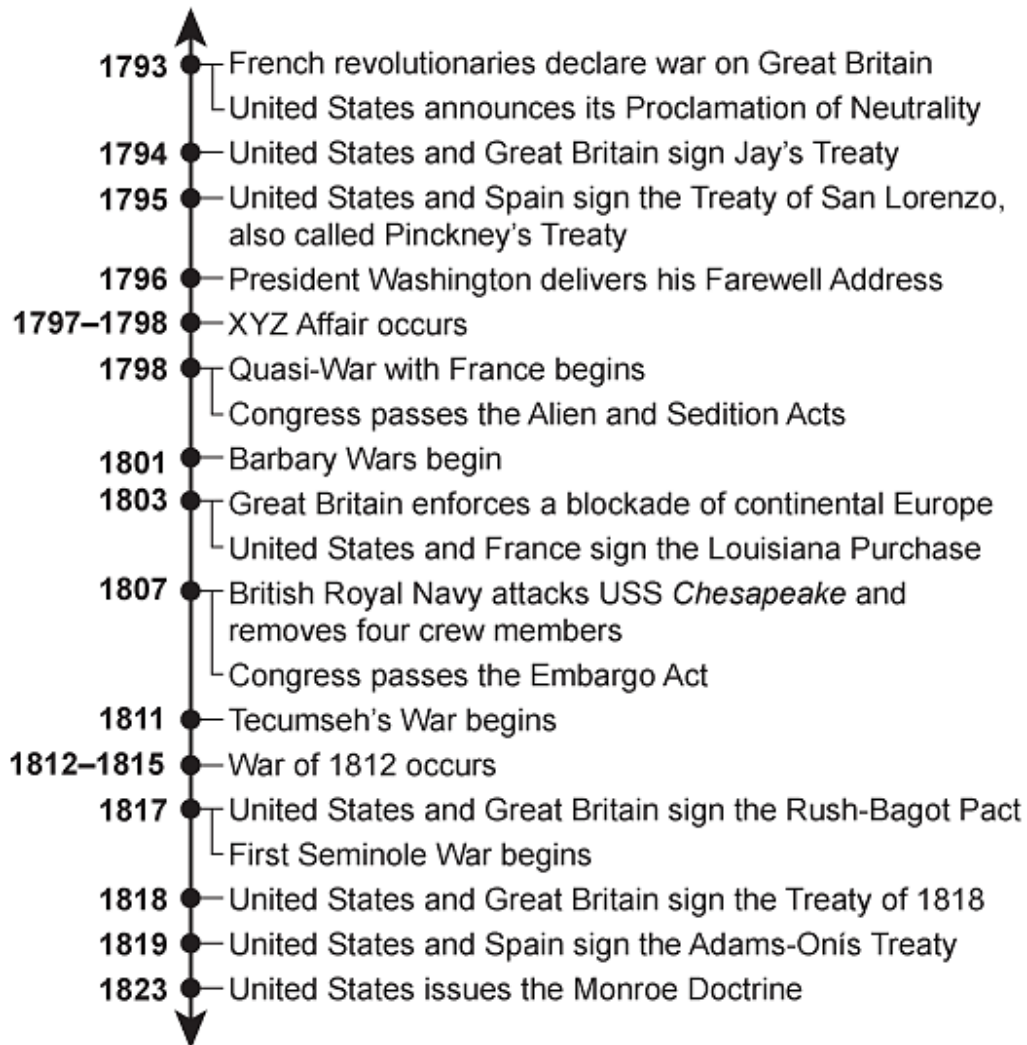 1793 French revolutionaries declare war on Great Britain
United States announces its Proclamation of Neutrality
1794 United States and Great Britain sign Jay’s Treaty
1795 United States and Spain sign the Treaty of San Lorenzo,
also called Pinckney’s Treaty
1796 President Washington delivers his Farewell Address
1797–1798 XYZ Affair occurs
1798 Quasi-War with France begins
Congress passes the Alien and Sedition Acts
1801 Barbary Wars begin
1803 Great Britain enforces a blockade of continental Europe
United States and France sign the Louisiana Purchase
1807 British Royal Navy attacks USS Chesapeake and
removes four crew members
Congress passes the Embargo Act
1811 Tecumseh’s War begins
1812–1815 War of 1812 occurs
1817 United States and Great Britain sign the Rush-Bagot Pact
First Seminole War begins
1818 United States and Great Britain sign the Treaty of 1818
1819 United States and Spain sign the Adams-Onís Treaty
1823 United States issues the Monroe Doctrine